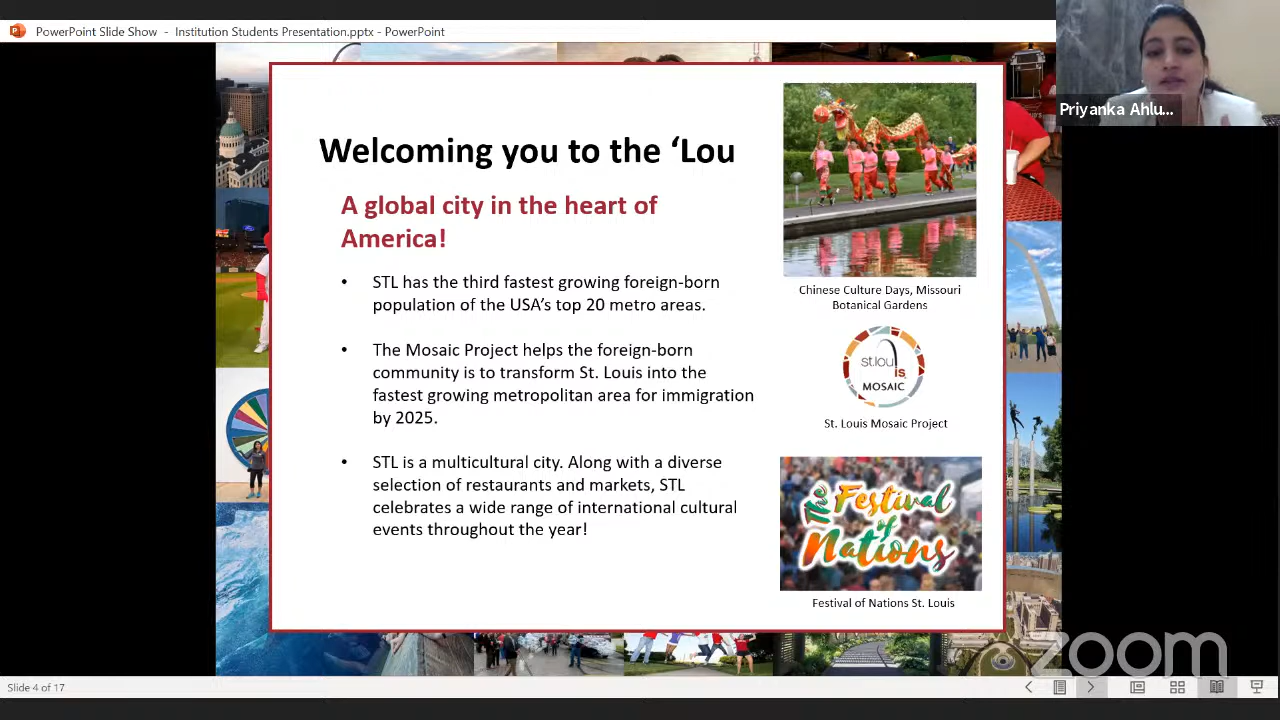 PowerPoint Slide Show - Institution Students Presentation.pptx - PowerPoint
Priyanka Ahlu...
Welcoming you to the ‘Lou
A global city in the heart of
America!
• STL has the third fastest growing foreign-born
population of the USA’s top 20 metro areas.
• The Mosaic Project helps the foreign-born
community is to transform St. Louis into the
fastest growing metropolitan area for immigration
by 2025.
• STL is a multicultural city. Along with a diverse
selection of restaurants and markets, STL
celebrates a wide range of international cultural
events throughout the year!
Chinese Culture Days, Missouri
Botanical Gardens
st.lou
is
MOSAIC
St. Louis Mosaic Project
The Festival
of
Nations
Festival of Nations St. Louis
zoom
Slide 4 of 17